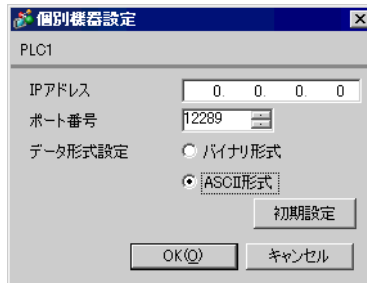 個別機器設定
PLC1
IPアドレス 0. 0. 0. 0
ポート番号 12289
データ形式設定 バイナリ形式
ASCII形式
初期設定
OK(O) キャンセル